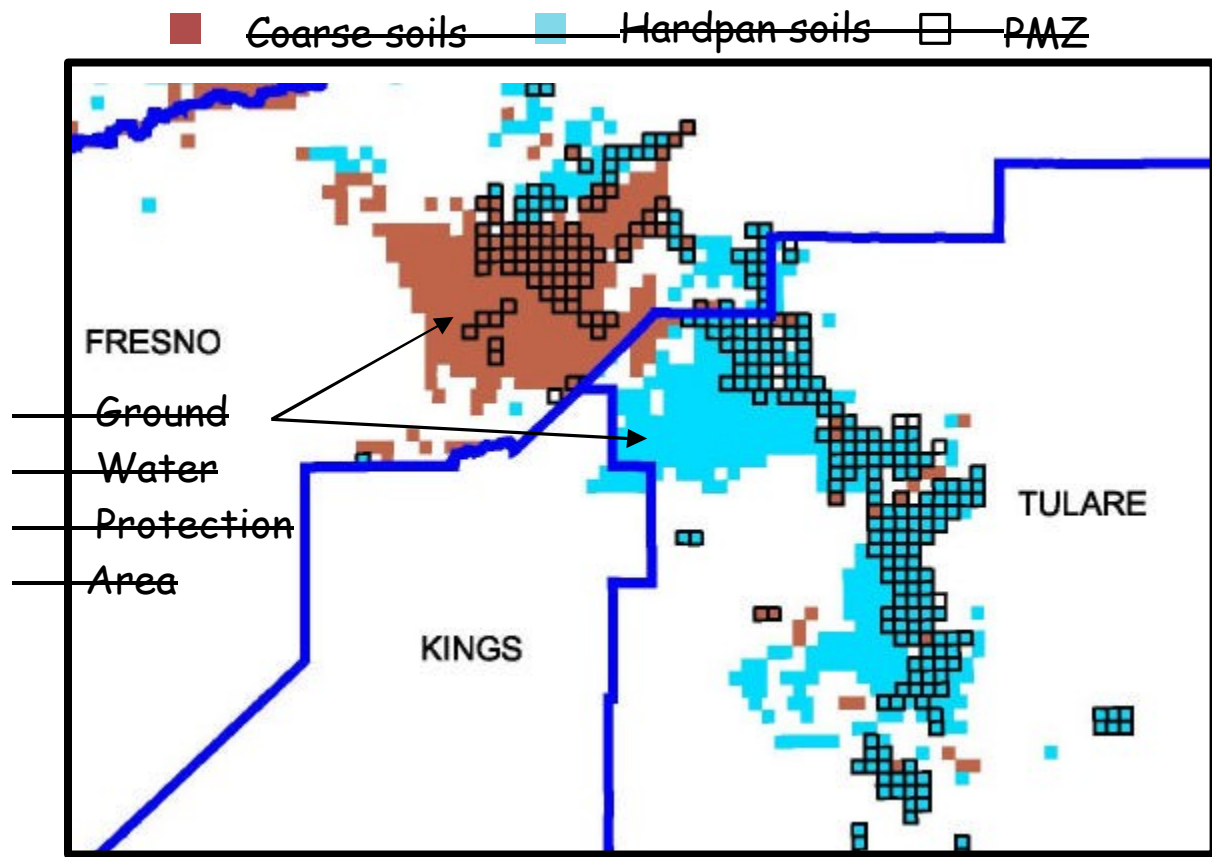 Coarse soils Hardpan soils PMZ
FRESNO
Ground
Water
Protection
Area
TULARE
KINGS